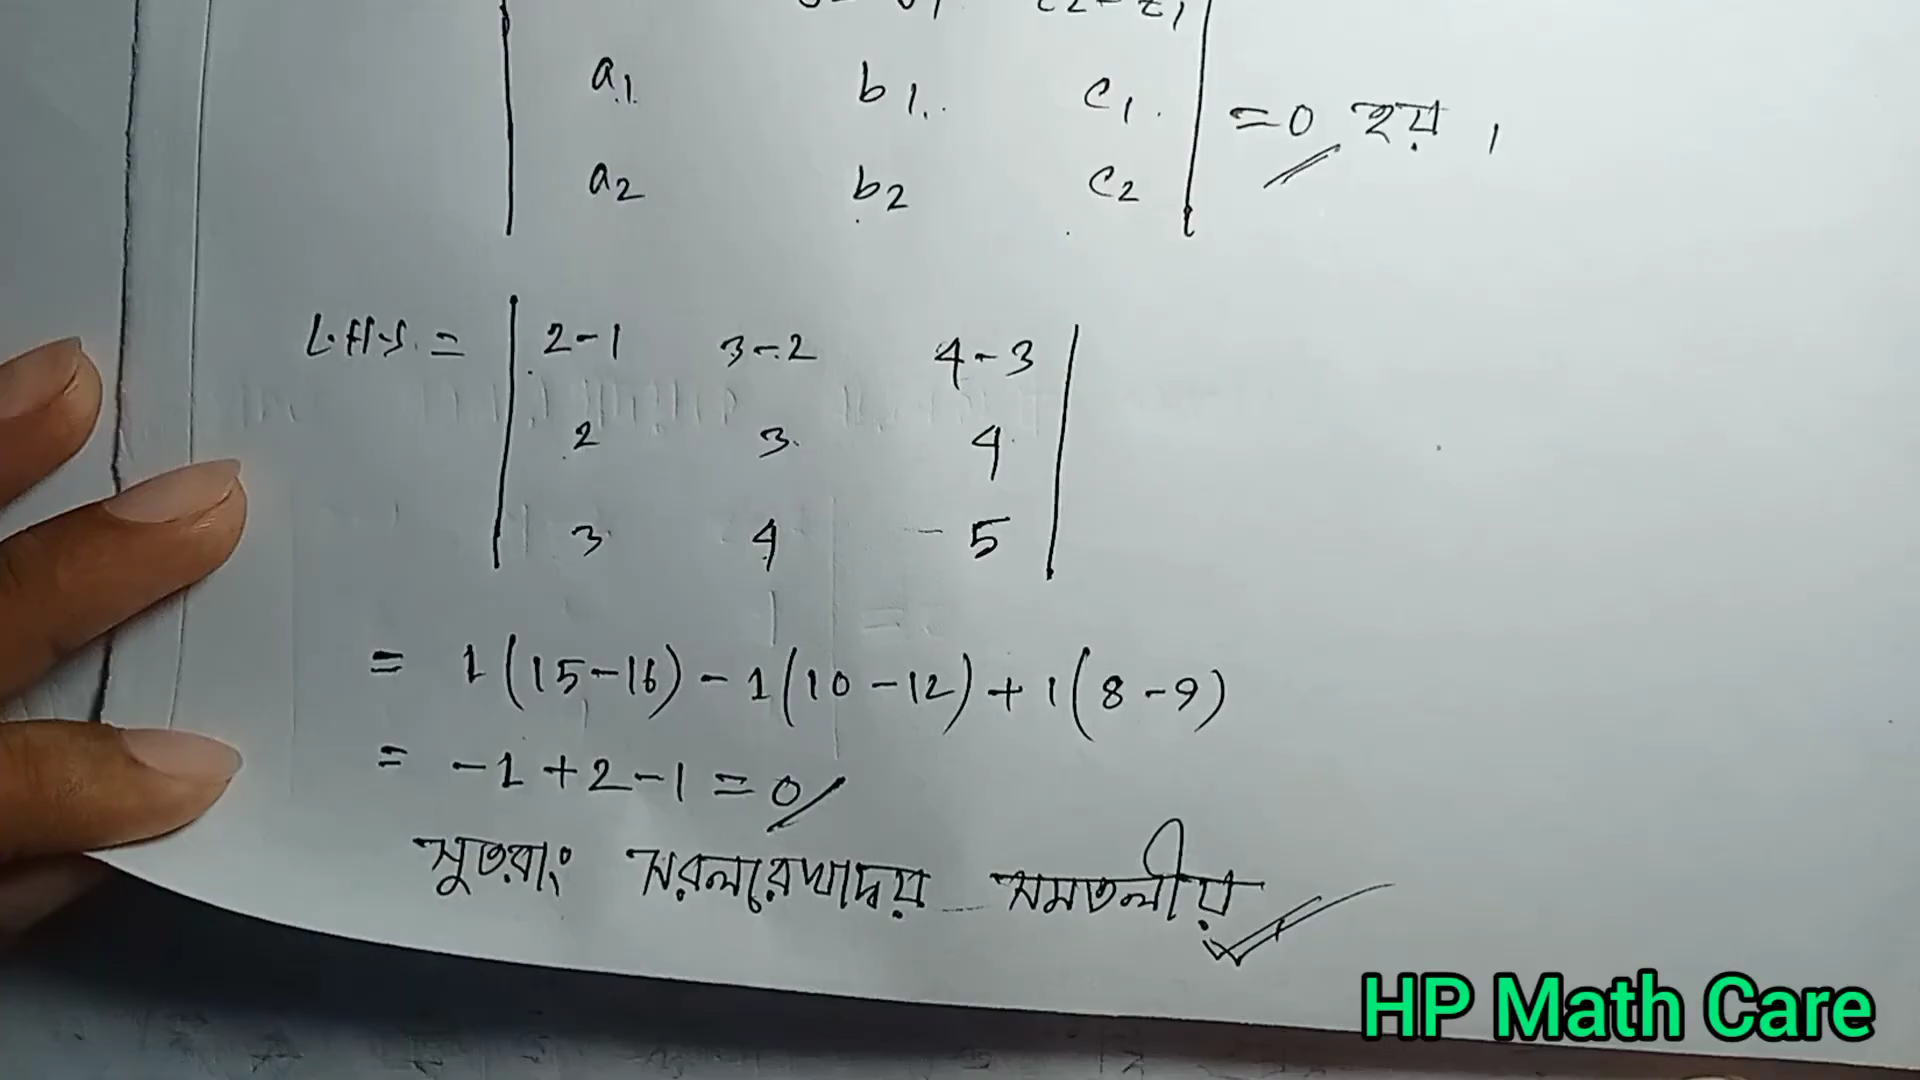 a1 b1 c1
=0 হয় ।
a2 b2 c2
L.H.S. = | 2-1 3-2 4-3 |
2 3 4
3 4 5
= 1(15-16) - 1(10-12) + 1(8-9)
= -1+2-1 = 0
সুতরাং সরলরেখাদ্বয় সমতলীয়
HP Math Care